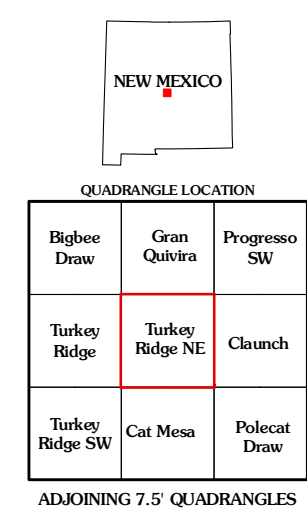 NEW MEXICO
QUADRANGLE LOCATION
Bigbee
Draw
Gran
Quivira
Progresso
SW
Turkey
Ridge
Turkey
Ridge NE
Claunch
Turkey
Ridge SW
Cat Mesa
Polecat
Draw
ADJOINING 7.5' QUADRANGLES